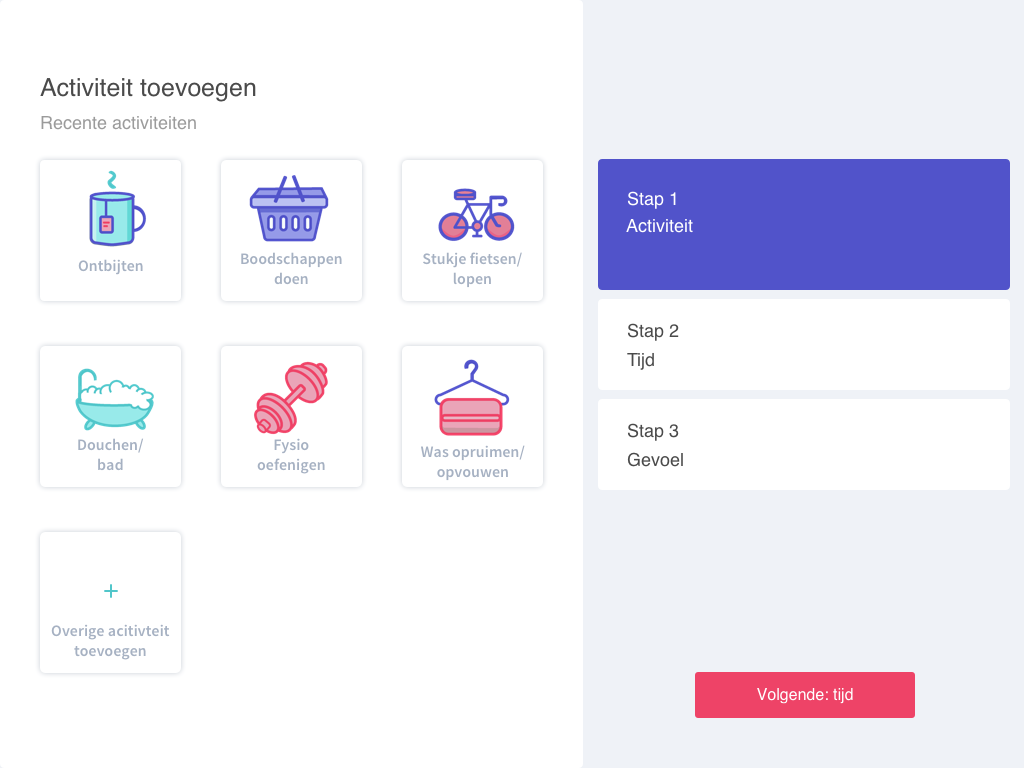 Activiteit toevoegen
Recente activiteiten
Ontbijten
Boodschappen
doen
Stukje fietsen/
lopen
Douchen/
bad
Fysio
oefenigen
Was opruimen/
opvouwen
+
Overige acitivteit
toevoegen
Stap 1
Activiteit
Stap 2
Tijd
Stap 3
Gevoel
Volgende: tijd